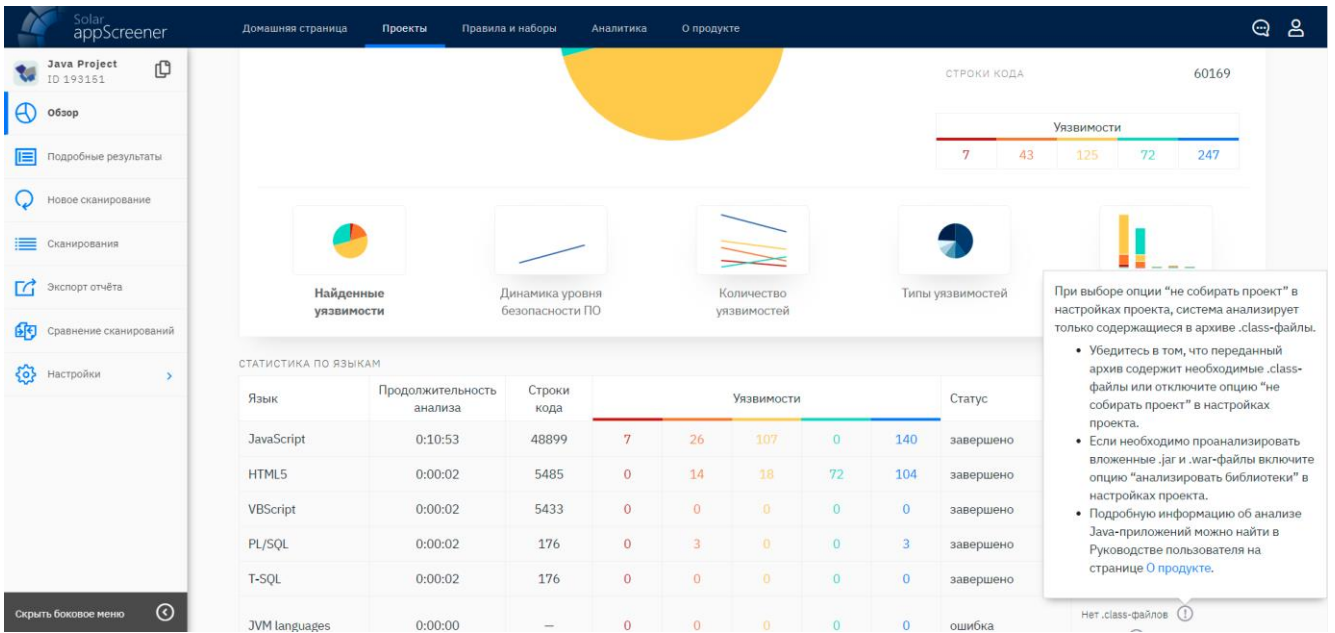 Solar
appScreener
Домашняя страница Проекты Правила и наборы Аналитика О продукте
Java Project
ID 193151
Обзор
Подробные результаты
Новое сканирование
Сканирования
Экспорт отчёта
Сравнение сканирований
Настройки
Скрыть боковое меню
СТРОКИ КОДА 60169
Уязвимости
7 43 125 72 247
Найденные
уязвимости
Динамика уровня
безопасности ПО
Количество
уязвимостей
Типы уязвимостей
СТАТИСТИКА ПО ЯЗЫКАМ
Язык Продолжительность анализа Строки кода Уязвимости Статус
JavaScript 0:10:53 48899 7 26 107 0 140 завершено
HTML5 0:00:02 5485 0 14 18 72 104 завершено
VBScript 0:00:02 5433 0 0 0 0 0 завершено
PL/SQL 0:00:02 176 0 3 0 0 3 завершено
T-SQL 0:00:02 176 0 0 0 0 0 завершено
JVM languages 0:00:00 — 0 0 0 0 0 ошибка
При выборе опции “не собирать проект” в
настройках проекта, система анализирует
только содержащиеся в архиве .class-файлы.
• Убедитесь в том, что переданный
архив содержит необходимые .class-
файлы или отключите опцию “не
собирать проект” в настройках
проекта.
• Если необходимо проанализировать
вложенные .jar и .war-файлы включите
опцию “анализировать библиотеки” в
настройках проекта.
• Подробную информацию об анализе
Java-приложений можно найти в
Руководстве пользователя на
странице О продукте.
Нет .class-файлов